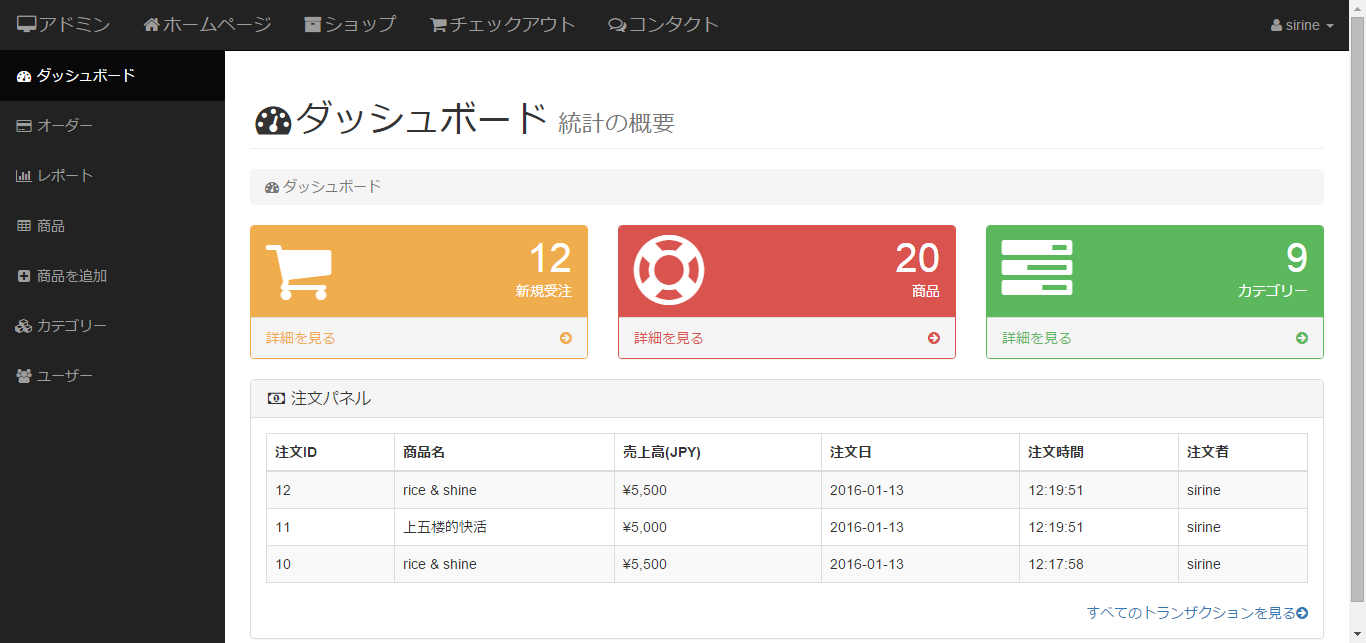 アドミン ホームページ ショップ チェックアウト コンタクト sirine
ダッシュボード
オーダー
レポート
商品
商品を追加
カテゴリー
ユーザー
ダッシュボード 統計の概要
ダッシュボード
12
新規受注
詳細を見る
20
商品
詳細を見る
9
カテゴリー
詳細を見る
注文パネル
注文ID 商品名 売上高(JPY) 注文日 注文時間 注文者
12 rice & shine ¥5,500 2016-01-13 12:19:51 sirine
11 上五楼的快活 ¥5,000 2016-01-13 12:19:51 sirine
10 rice & shine ¥5,500 2016-01-13 12:17:58 sirine
すべてのトランザクションを見る